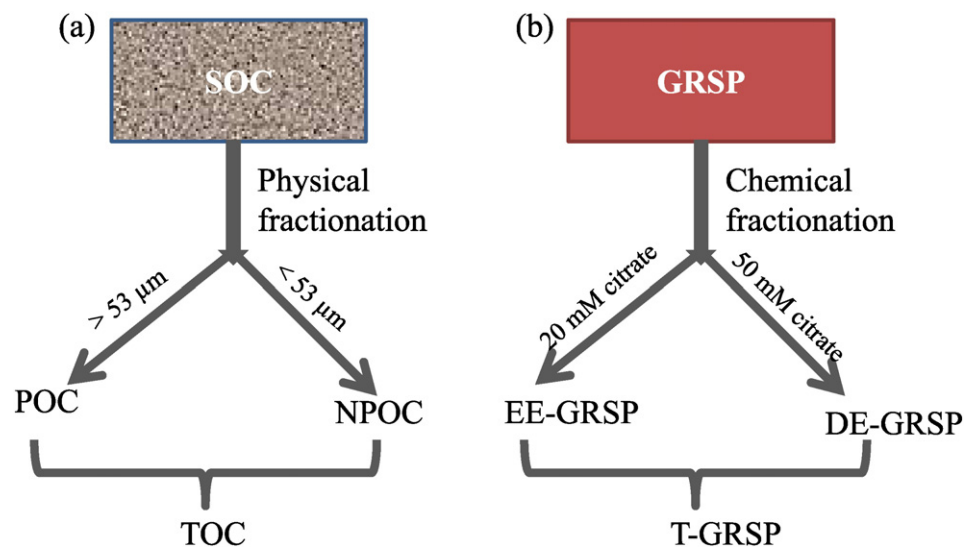 (a)
SOC
Physical
fractionation
> 53 μm
< 53 μm
POC
NPOC
TOC
(b)
GRSP
Chemical
fractionation
20 mM citrate
50 mM citrate
EE-GRSP
DE-GRSP
T-GRSP